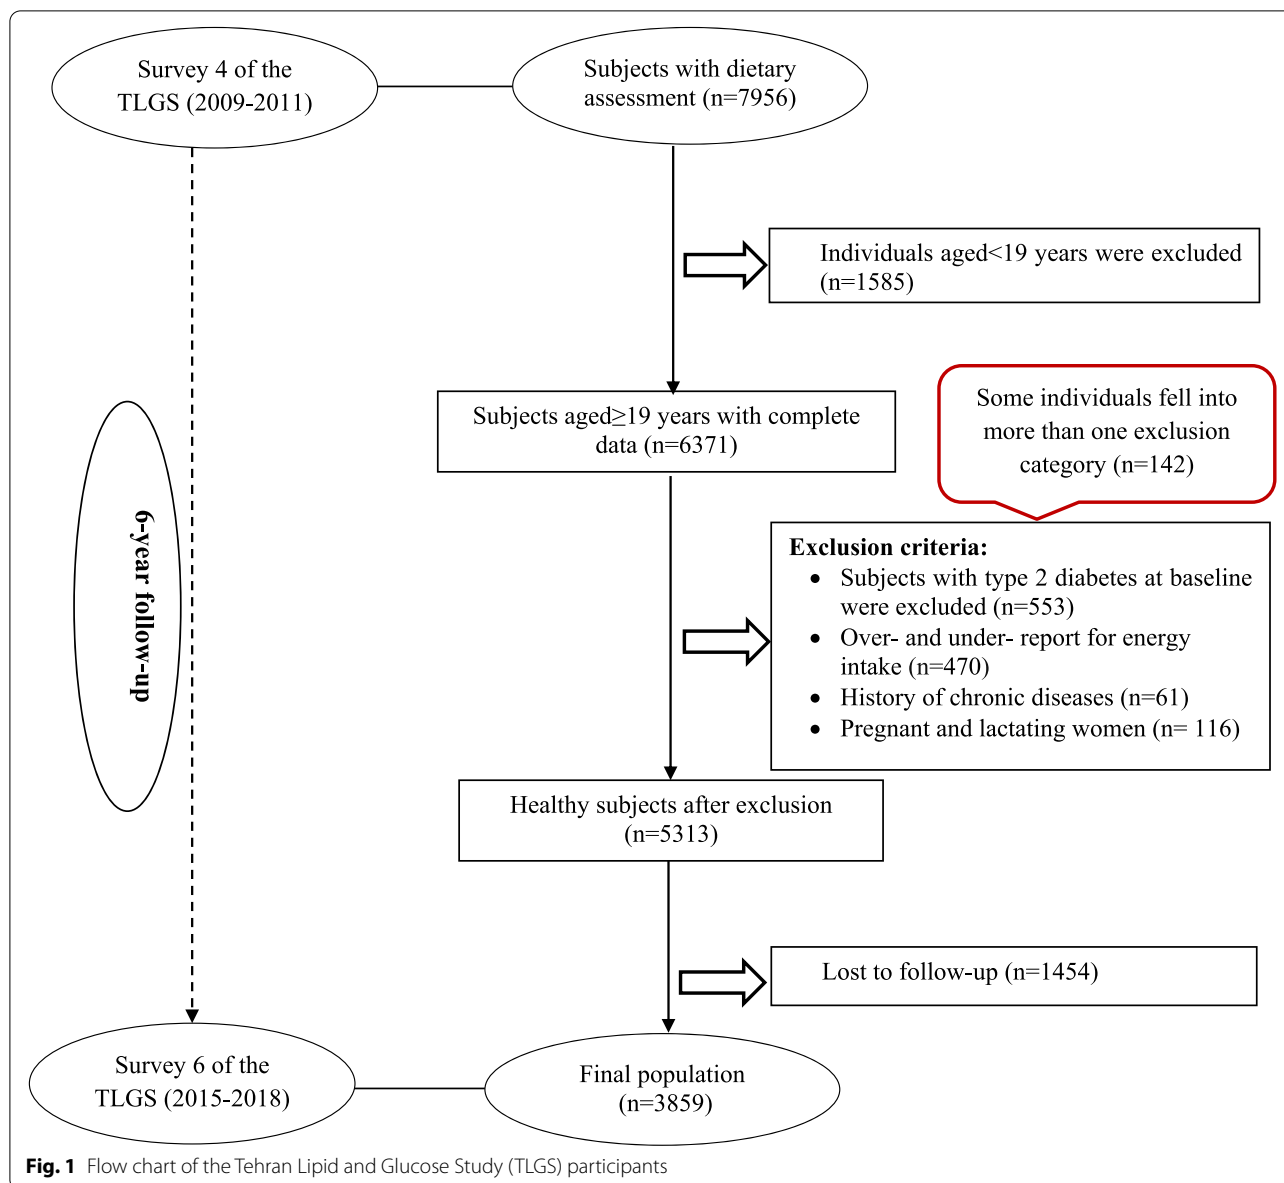 Survey 4 of the
TLGS (2009-2011)
Subjects with dietary
assessment (n=7956)
Individuals aged<19 years were excluded
(n=1585)
Subjects aged≥19 years with complete
data (n=6371)
Some individuals fell into
more than one exclusion
category (n=142)
6-year follow-up
Exclusion criteria:
• Subjects with type 2 diabetes at baseline
were excluded (n=553)
• Over- and under- report for energy
intake (n=470)
• History of chronic diseases (n=61)
• Pregnant and lactating women (n= 116)
Healthy subjects after exclusion
(n=5313)
Lost to follow-up (n=1454)
Survey 6 of the
TLGS (2015-2018)
Final population
(n=3859)
Fig. 1 Flow chart of the Tehran Lipid and Glucose Study (TLGS) participants